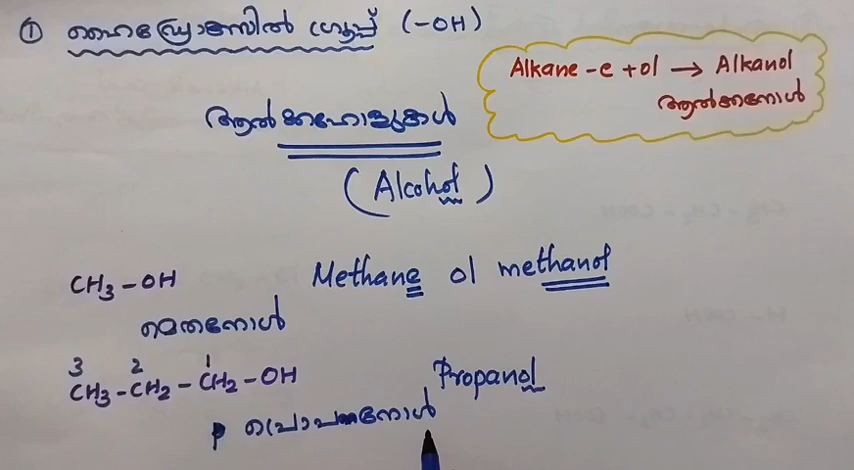 ① ഹൈഡ്രോക്സിൽ ഗ്രൂപ്പ് (-OH)
Alkane - e + ol → Alkanol
ആൽക്കനോൾ
ആൽക്കഹോളുകൾ
(Alcohol)
CH₃ - OH Methane ol methanol
മെതനോൾ
3 2 1
CH₃ - CH₂ - CH₂ - OH Propanol
പ്രൊപ്പനോൾ